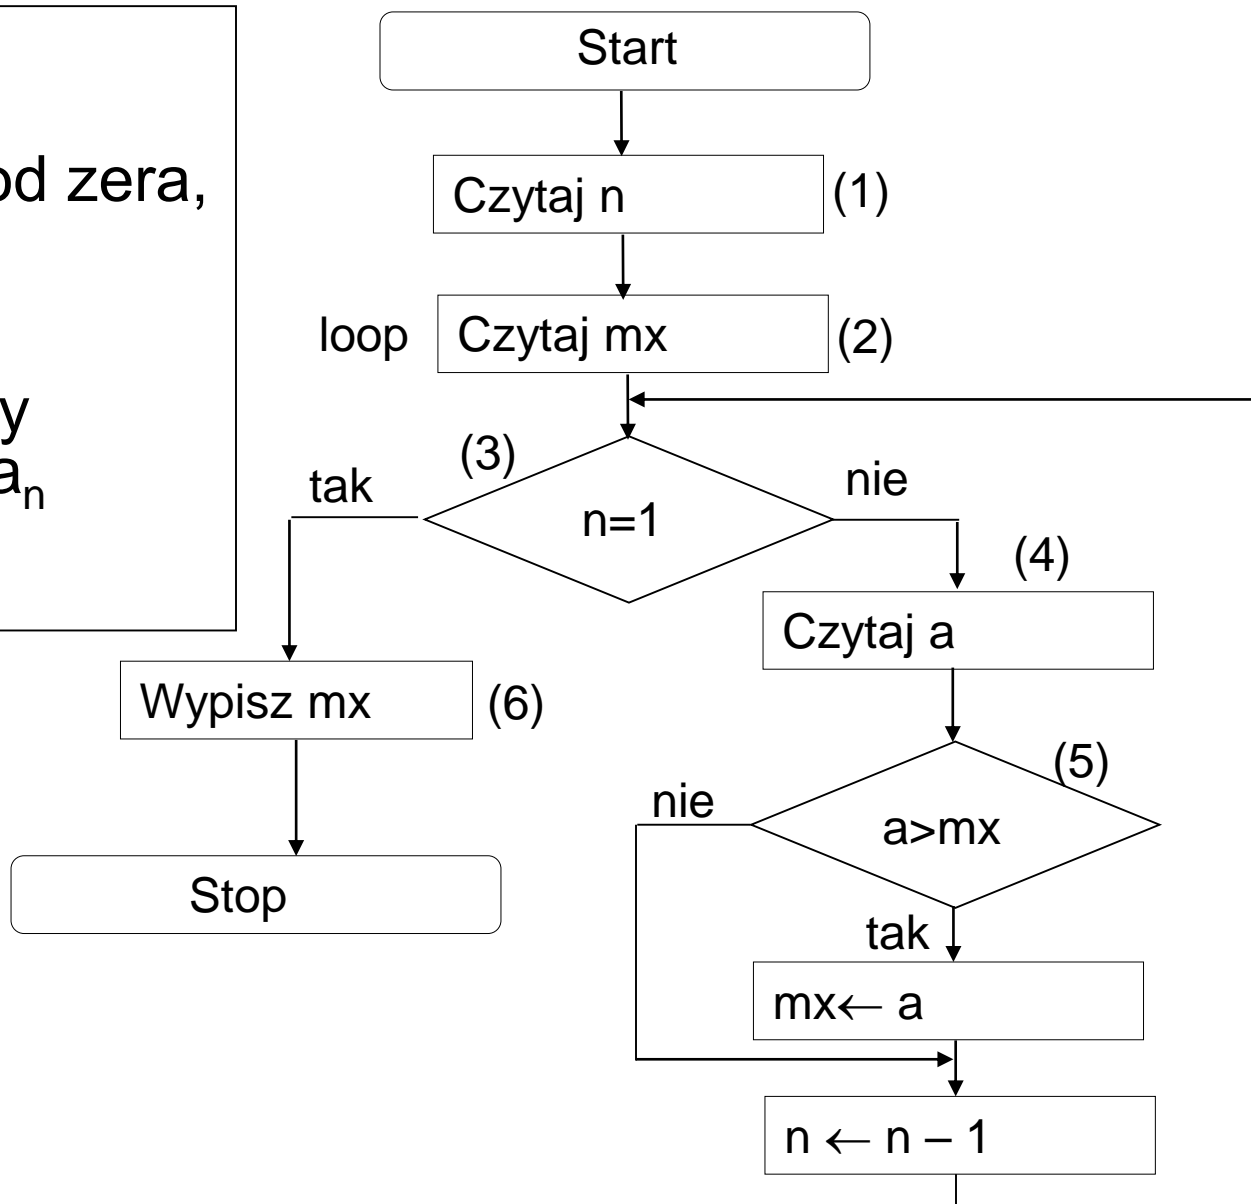 od zera,
y
aₙ
Start
Czytaj n
(1)
loop
Czytaj mx
(2)
(3)
tak
n=1
nie
(4)
Czytaj a
Wypisz mx
(6)
(5)
nie
a>mx
Stop
tak
mx← a
n ← n – 1